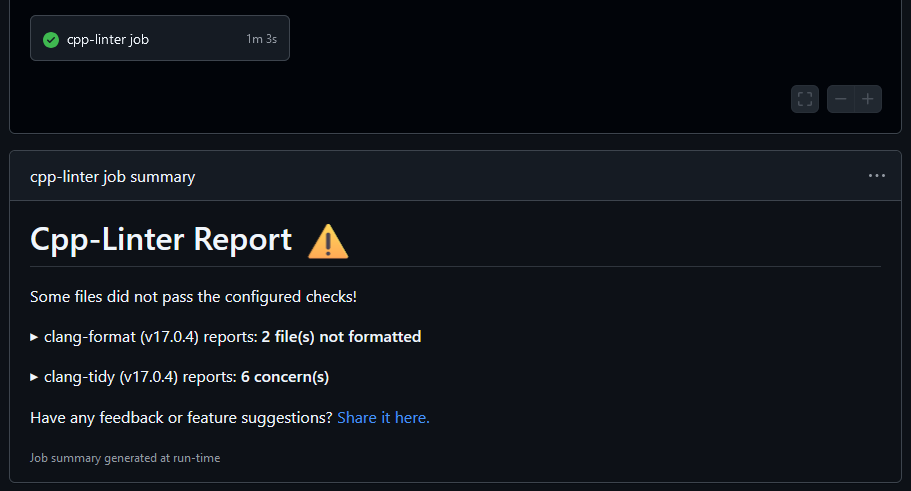 cpp-linter job 1m 3s
cpp-linter job summary
Cpp-Linter Report
Some files did not pass the configured checks!
clang-format (v17.0.4) reports: 2 file(s) not formatted
clang-tidy (v17.0.4) reports: 6 concern(s)
Have any feedback or feature suggestions? Share it here.
Job summary generated at run-time